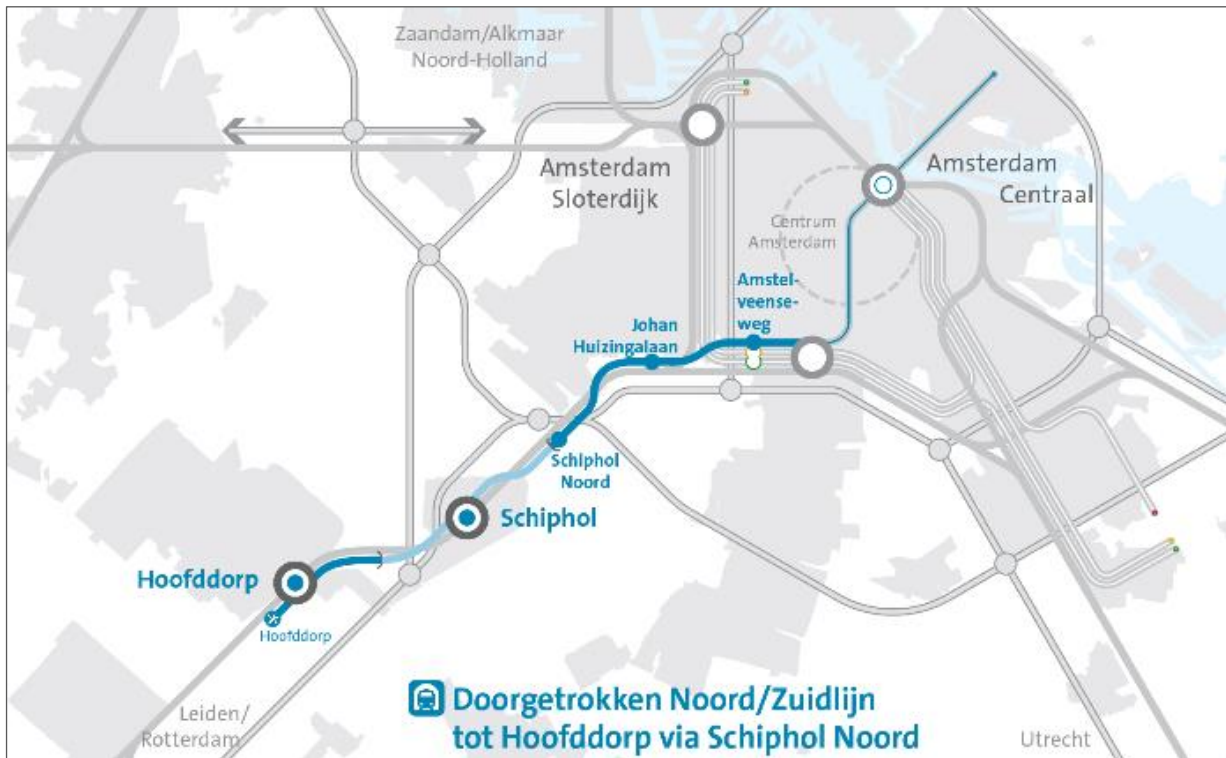 Zaandam/Alkmaar
Noord-Holland
Amsterdam
Sloterdijk
Amsterdam
Centraal
Centrum
Amsterdam
Amstel-
veense-
weg
Johan
Huizingalaan
Schiphol
Noord
Schiphol
Hoofddorp
Hoofddorp
Leiden/
Rotterdam
Doorgetrokken Noord/Zuidlijn
tot Hoofddorp via Schiphol Noord
Utrecht